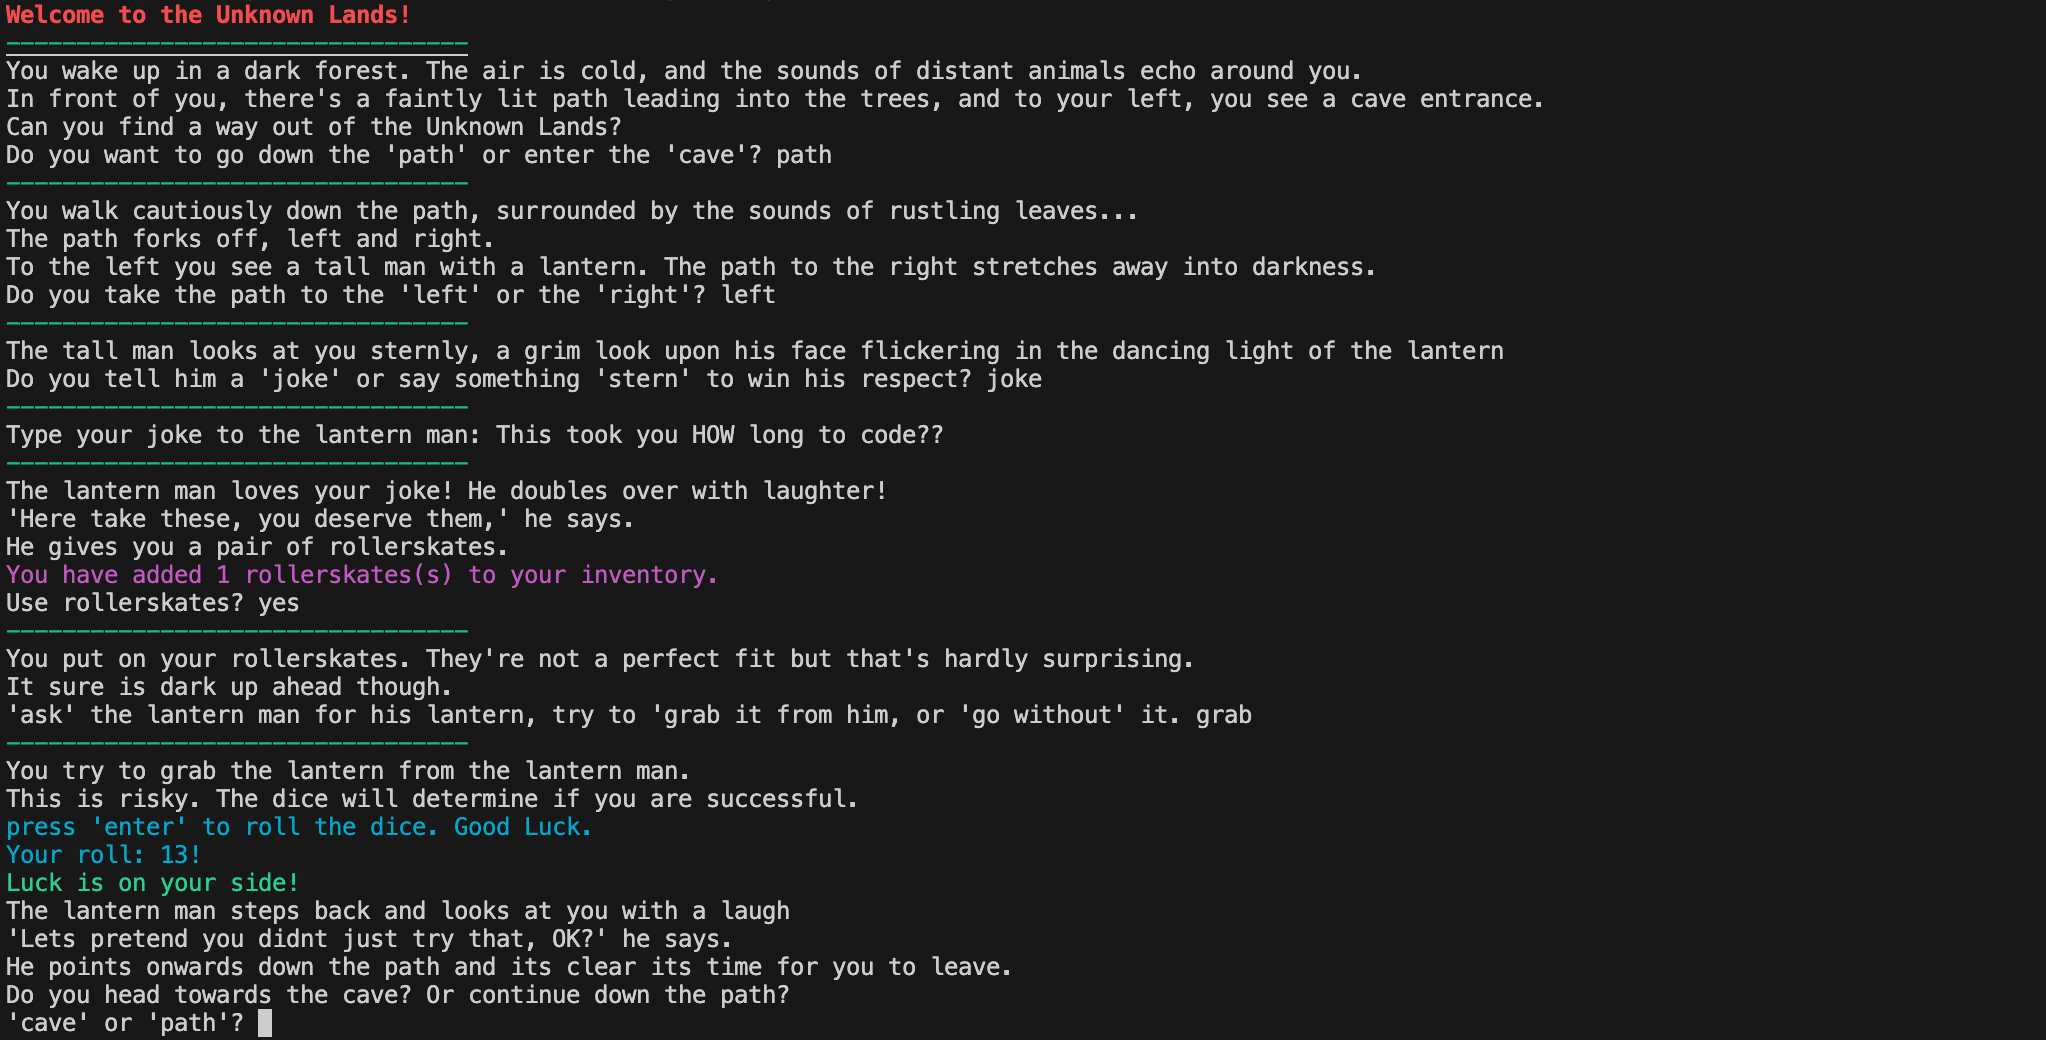 Welcome to the Unknown Lands!
---------------------------------
You wake up in a dark forest. The air is cold, and the sounds of distant animals echo around you.
In front of you, there's a faintly lit path leading into the trees, and to your left, you see a cave entrance.
Can you find a way out of the Unknown Lands?
Do you want to go down the 'path' or enter the 'cave'? path
---------------------------------
You walk cautiously down the path, surrounded by the sounds of rustling leaves...
The path forks off, left and right.
To the left you see a tall man with a lantern. The path to the right stretches away into darkness.
Do you take the path to the 'left' or the 'right'? left
---------------------------------
The tall man looks at you sternly, a grim look upon his face flickering in the dancing light of the lantern
Do you tell him a 'joke' or say something 'stern' to win his respect? joke
---------------------------------
Type your joke to the lantern man: This took you HOW long to code??
---------------------------------
The lantern man loves your joke! He doubles over with laughter!
'Here take these, you deserve them,' he says.
He gives you a pair of rollerskates.
You have added 1 rollerskates(s) to your inventory.
Use rollerskates? yes
---------------------------------
You put on your rollerskates. They're not a perfect fit but that's hardly surprising.
It sure is dark up ahead though.
'ask' the lantern man for his lantern, try to 'grab it from him, or 'go without' it. grab
---------------------------------
You try to grab the lantern from the lantern man.
This is risky. The dice will determine if you are successful.
press 'enter' to roll the dice. Good Luck.
Your roll: 13!
Luck is on your side!
The lantern man steps back and looks at you with a laugh
'Lets pretend you didnt just try that, OK?' he says.
He points onwards down the path and its clear its time for you to leave.
Do you head towards the cave? Or continue down the path?
'cave' or 'path'?